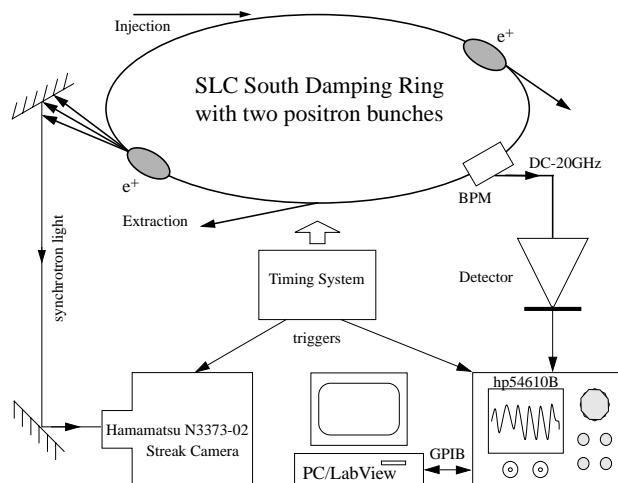 Injection
e+
SLC South Damping Ring
with two positron bunches
DC-20GHz
e+
BPM
Extraction
synchrotron light
Timing System
Detector
triggers
hp54610B
Hamamatsu N3373-02
Streak Camera
GPIB
PC/LabView